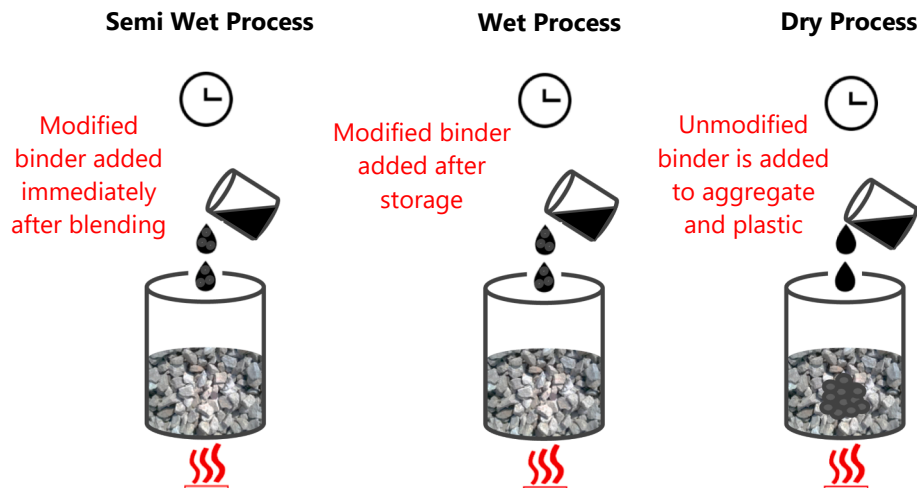 Semi Wet Process
Wet Process
Dry Process
Modified
binder added
immediately
after blending
Modified binder
added after
storage
Unmodified
binder is added
to aggregate
and plastic